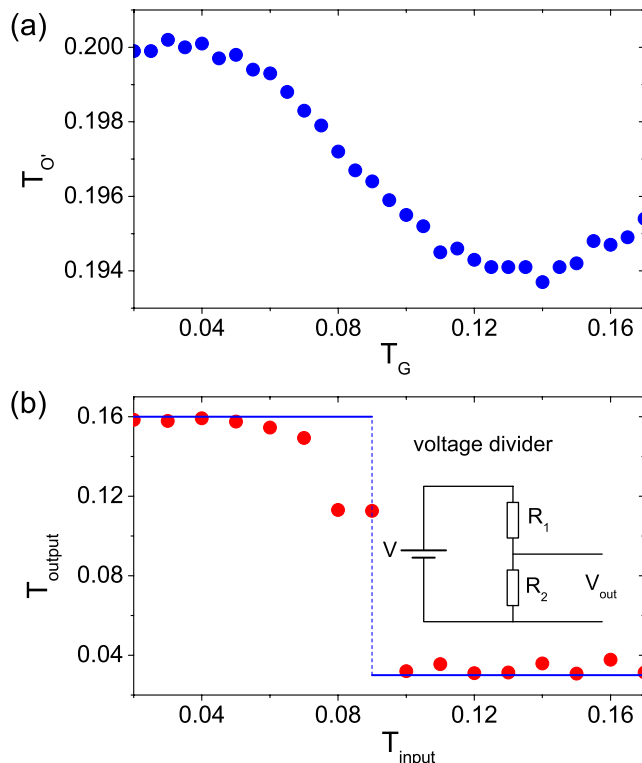 (a)
0.200
0.198
0.196
0.194
T_O'
0.04 0.08 0.12 0.16
T_G
(b)
0.16
0.12
0.08
0.04
T_output
voltage divider
V
R_1
R_2
V_out
0.04 0.08 0.12 0.16
T_input